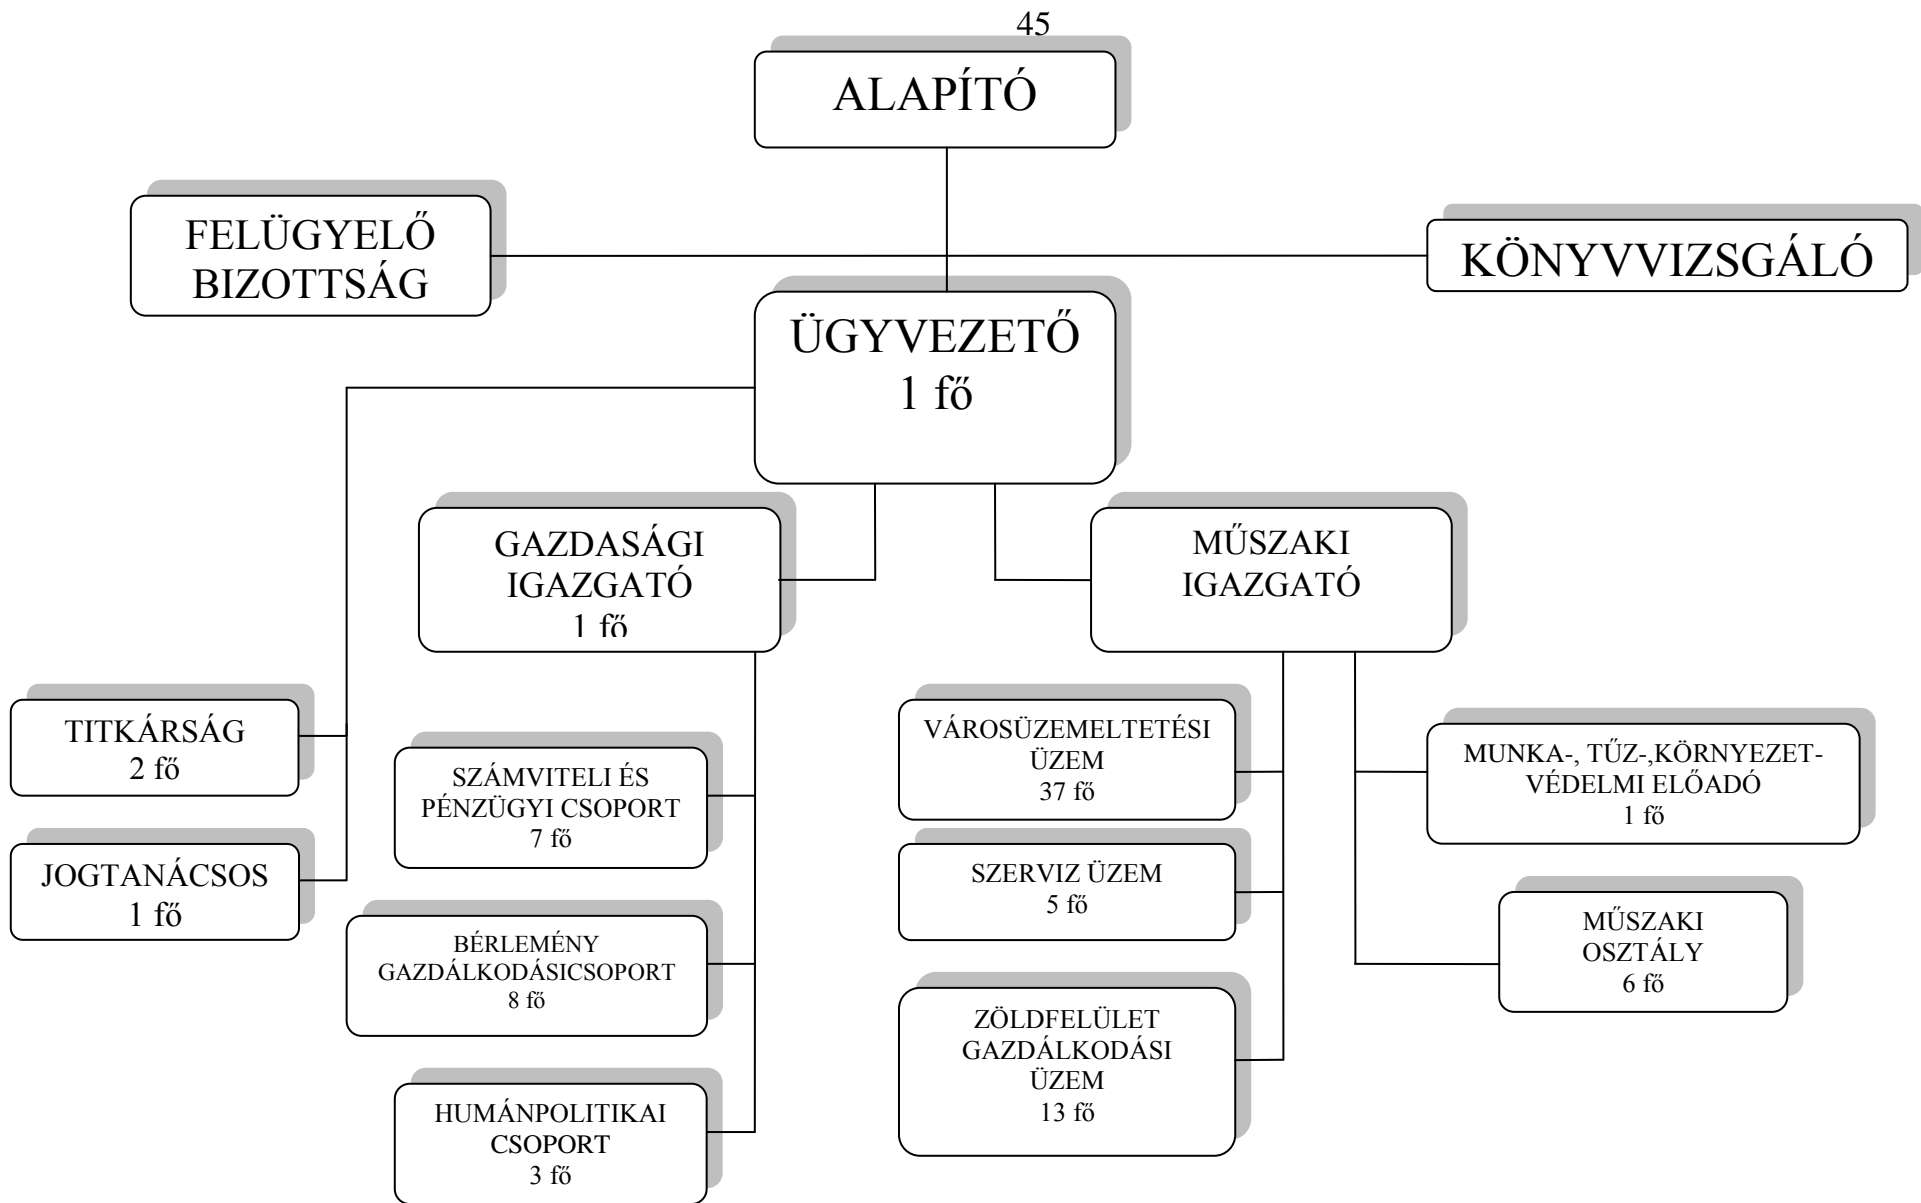 45
ALAPÍTÓ
FELÜGYELŐ
BIZOTTSÁG
KÖNYVVIZSGÁLÓ
ÜGYVEZETŐ
1 fő
GAZDASÁGI
IGAZGATÓ
1 fő
MŰSZAKI
IGAZGATÓ
TITKÁRSÁG
2 fő
JOGTANÁCSOS
1 fő
SZÁMVITELI ÉS
PÉNZÜGYI CSOPORT
7 fő
BÉRLEMÉNY
GAZDÁLKODÁSICSOPORT
8 fő
HUMÁNPOLITIKAI
CSOPORT
3 fő
VÁROSÜZEMELTETÉSI
ÜZEM
37 fő
SZERVIZ ÜZEM
5 fő
ZÖLDFELÜLET
GAZDÁLKODÁSI
ÜZEM
13 fő
MUNKA-, TŰZ-,KÖRNYEZET-
VÉDELMI ELŐADÓ
1 fő
MŰSZAKI
OSZTÁLY
6 fő